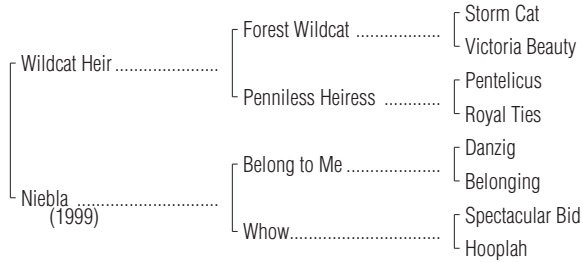 Storm Cat
Forest Wildcat ..................
Victoria Beauty
Wildcat Heir ......................
Pentelicus
Penniless Heiress ............
Royal Ties
Danzig
Belong to Me ....................
Belonging
Niebla ..............................
(1999)
Spectacular Bid
Whow................................
Hooplah